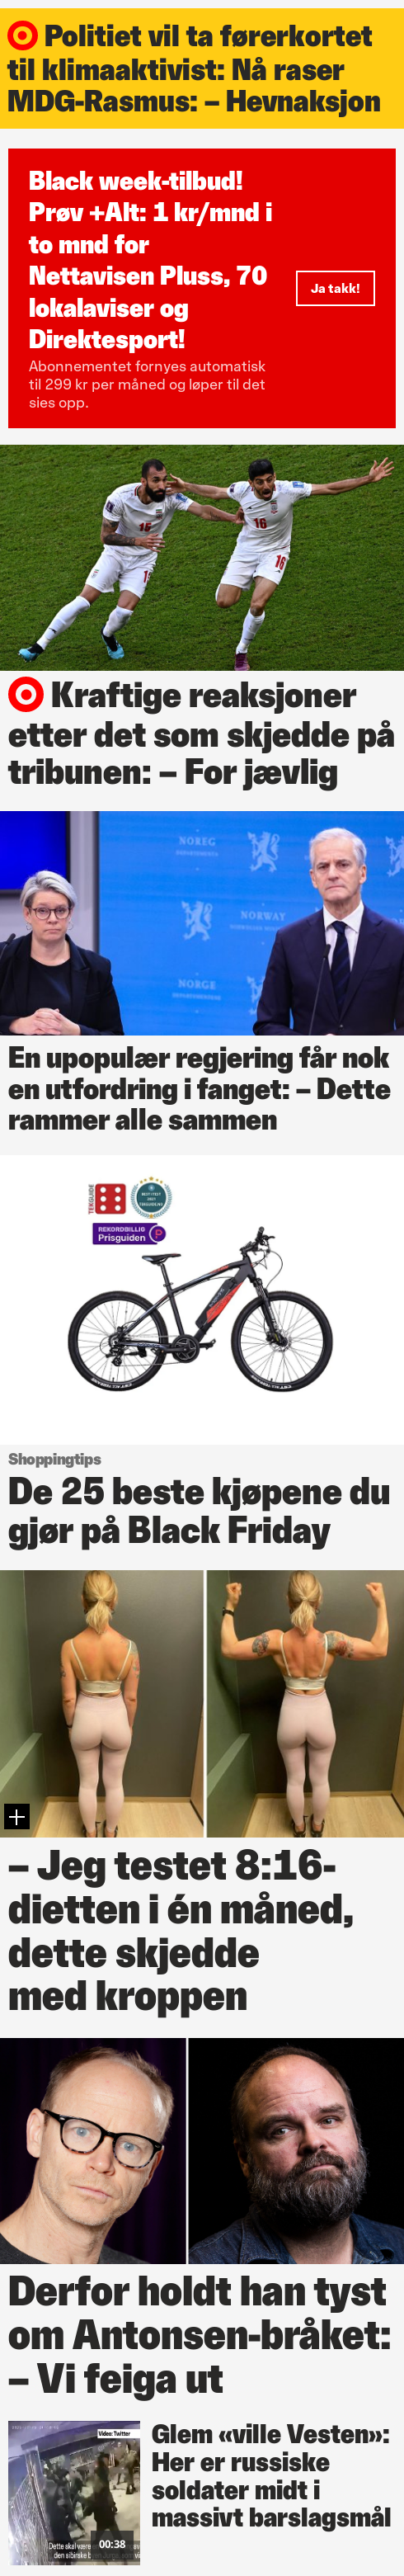 Politiet vil ta førerkortet
til klimaaktivist: Nå raser
MDG-Rasmus: – Hevnaksjon
Black week-tilbud!
Prøv +Alt: 1 kr/mnd i
to mnd for
Nettavisen Pluss, 70
lokalaviser og
Direktesport!
Ja takk!
Abonnementet fornyes automatisk
til 299 kr per måned og løper til det
sies opp.
15
16
16
Kraftige reaksjoner
etter det som skjedde på
tribunen: – For jævlig
NOREG
NORWAY
NORGE
En upopulær regjering får nok
en utfordring i fanget: – Dette
rammer alle sammen
TEKGUIDE
REKORDBILLIG
Prisguiden
Shoppingtips
De 25 beste kjøpene du
gjør på Black Friday
– Jeg testet 8:16-
dietten i én måned,
dette skjedde
med kroppen
Derfor holdt han tyst
om Antonsen-bråket:
– Vi feiga ut
Video: Twitter
Dette skal
den sibirske
00:38
Glem «ville Vesten»:
Her er russiske
soldater midt i
massivt barslagsmål